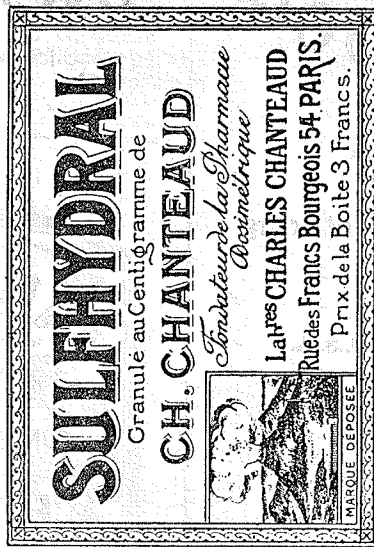 SULFHYDRAL
Granulé au Centigramme de
CH. CHANTEAUD
Fondateur de la Pharmacie
Dosimétrique
Labres CHARLES CHANTEAUD
Rue des Francs Bourgeois 54, PARIS.
Prix de la Boite 3 Francs.
MARQUE DÉPOSÉE